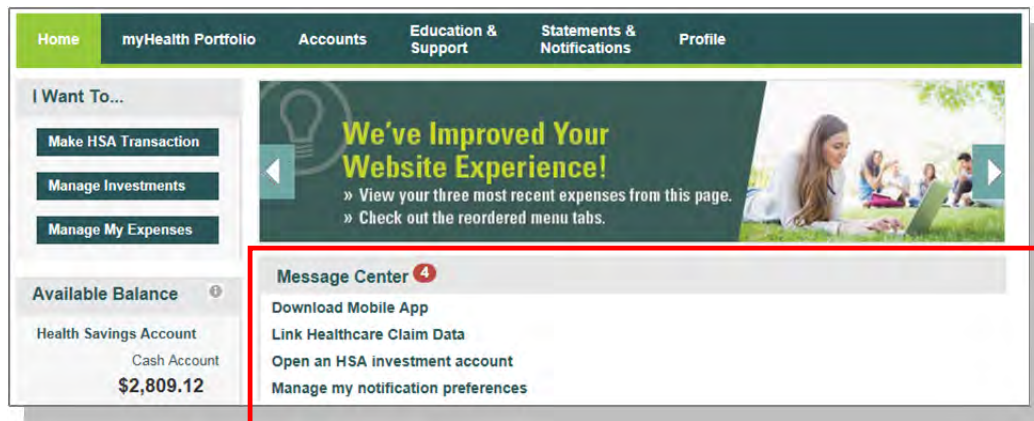 Home
myHealth Portfolio
Accounts
Education &
Support
Statements &
Notifications
Profile
I Want To...
Make HSA Transaction
Manage Investments
Manage My Expenses
Available Balance
Health Savings Account
Cash Account
$2,809.12
We've Improved Your
Website Experience!
» View your three most recent expenses from this page.
» Check out the reordered menu tabs.
Message Center 4
Download Mobile App
Link Healthcare Claim Data
Open an HSA investment account
Manage my notification preferences